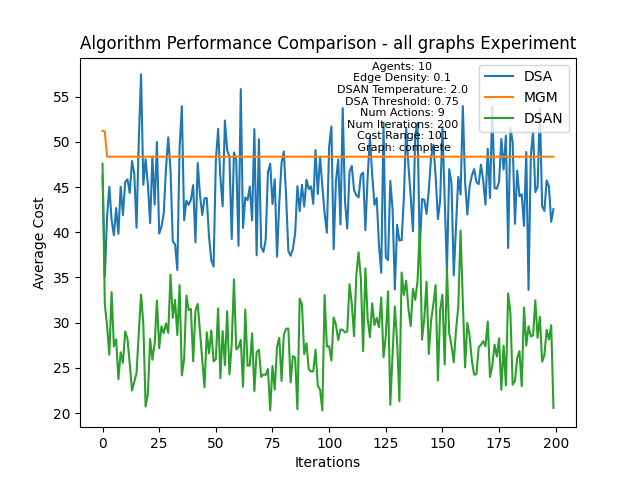 Algorithm Performance Comparison - all graphs Experiment
Agents: 10
Edge Density: 0.1
DSAN Temperature: 2.0
DSA Threshold: 0.75
Num Actions: 9
Num Iterations: 200
Cost Range: 101
Graph: complete
DSA
MGM
DSAN
Average Cost
55
50
45
40
35
30
25
20
0
25
50
75
100
125
150
175
200
Iterations